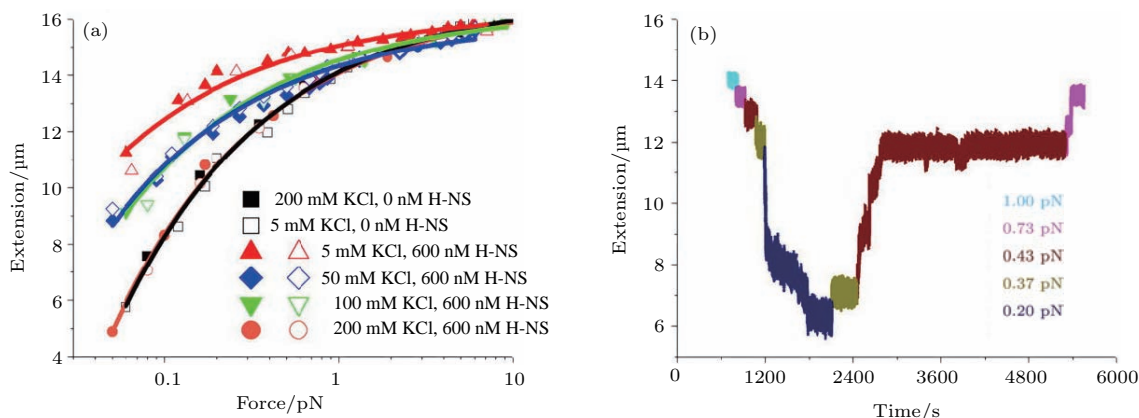 (a)
16
14
12
10
8
6
4
Extension/μm
0.1
1
10
Force/pN
200 mM KCl, 0 nM H-NS
5 mM KCl, 0 nM H-NS
5 mM KCl, 600 nM H-NS
50 mM KCl, 600 nM H-NS
100 mM KCl, 600 nM H-NS
200 mM KCl, 600 nM H-NS
(b)
16
14
12
10
8
6
Extension/μm
0
1200
2400
3600
4800
6000
Time/s
1.00 pN
0.73 pN
0.43 pN
0.37 pN
0.20 pN